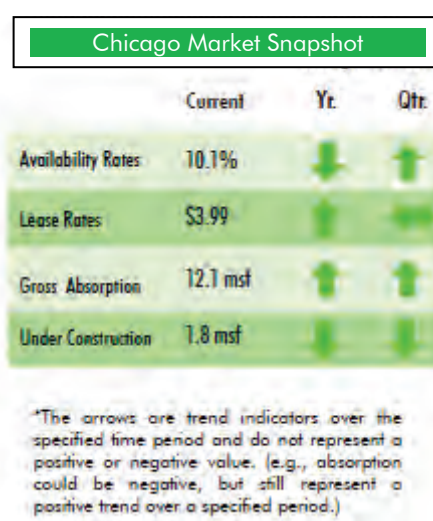 Chicago Market Snapshot
Current Yr. Qtr.
Availability Rates 10.1%
Lease Rates $3.99
Gross Absorption 12.1 msf
Under Construction 1.8 msf
*The arrows are trend indicators over the
specified time period and do not represent a
positive or negative value. (e.g., absorption
could be negative, but still represent a
positive trend over a specified period.)